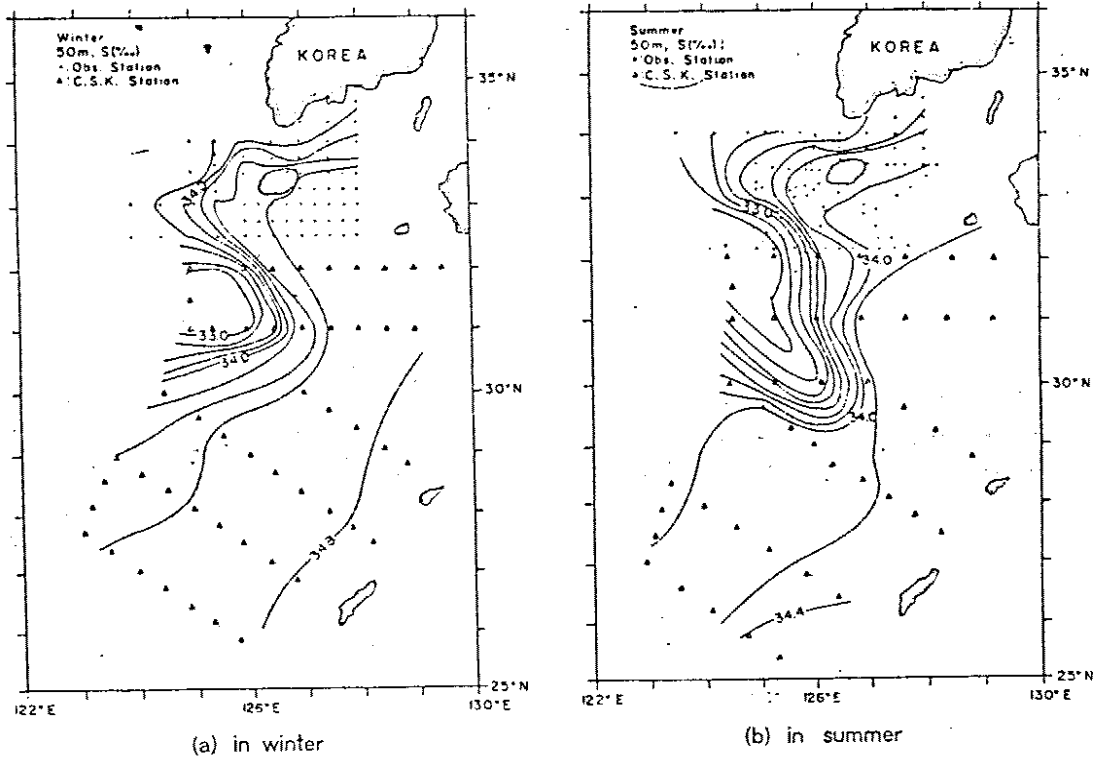 Winter
50m, S(‰)
Obs. Station
C.S.K. Station
KOREA
35°N
33.0
34.0
30°N
34.8
25°N
122°E
126°E
130°E
(a) in winter
Summer
50m, S(‰)
Obs. Station
C.S.K. Station
KOREA
35°N
33.0
34.0
30°N
34.0
34.4
25°N
122°E
126°E
130°E
(b) in summer